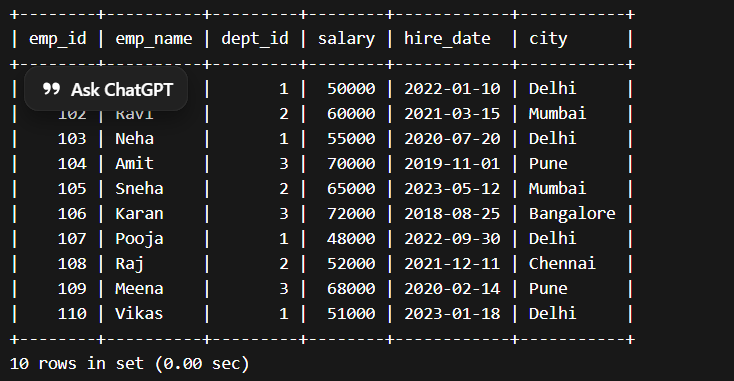 +--------+----------+---------+--------+------------+-----------+
| emp_id | emp_name | dept_id | salary | hire_date  | city      |
+--------+----------+---------+--------+------------+-----------+
| Ask ChatGPT | 1 | 50000 | 2022-01-10 | Delhi     |
|    102 | Ravi     |       2 |  60000 | 2021-03-15 | Mumbai    |
|    103 | Neha     |       1 |  55000 | 2020-07-20 | Delhi     |
|    104 | Amit     |       3 |  70000 | 2019-11-01 | Pune      |
|    105 | Sneha    |       2 |  65000 | 2023-05-12 | Mumbai    |
|    106 | Karan    |       3 |  72000 | 2018-08-25 | Bangalore |
|    107 | Pooja    |       1 |  48000 | 2022-09-30 | Delhi     |
|    108 | Raj      |       2 |  52000 | 2021-12-11 | Chennai   |
|    109 | Meena    |       3 |  68000 | 2020-02-14 | Pune      |
|    110 | Vikas    |       1 |  51000 | 2023-01-18 | Delhi     |
+--------+----------+---------+--------+------------+-----------+
10 rows in set (0.00 sec)